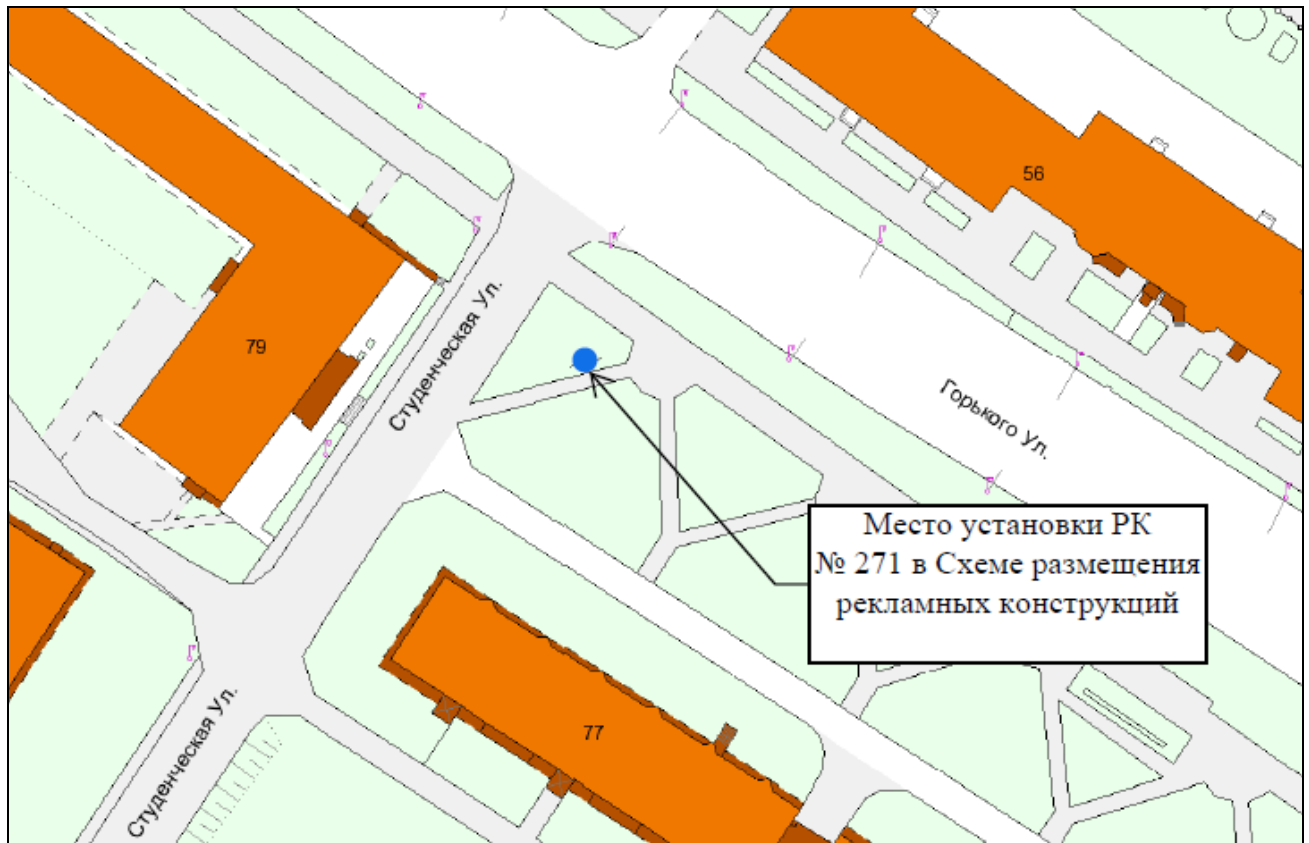 56
79
Студенческая Ул.
Горького Ул.
Место установки РК
№ 271 в Схеме размещения
рекламных конструкций
77
Студенческая Ул.